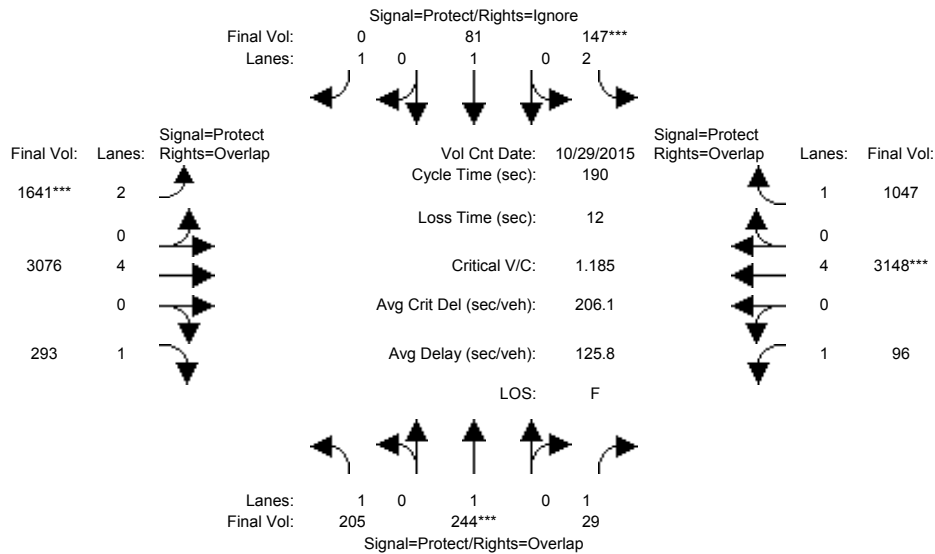 Signal=Protect/Rights=Ignore
Final Vol: 0 81 147***
Lanes: 1 0 1 0 2
Signal=Protect Signal=Protect
Final Vol: Lanes: Rights=Overlap Vol Cnt Date: 10/29/2015 Rights=Overlap Lanes: Final Vol:
Cycle Time (sec): 190
1641*** 2 1 1047
Loss Time (sec): 12
0 0
3076 4 Critical V/C: 1.185 4 3148***
0 Avg Crit Del (sec/veh): 206.1 0
293 1 Avg Delay (sec/veh): 125.8 1 96
LOS: F
Lanes: 1 0 1 0 1
Final Vol: 205 244*** 29
Signal=Protect/Rights=Overlap